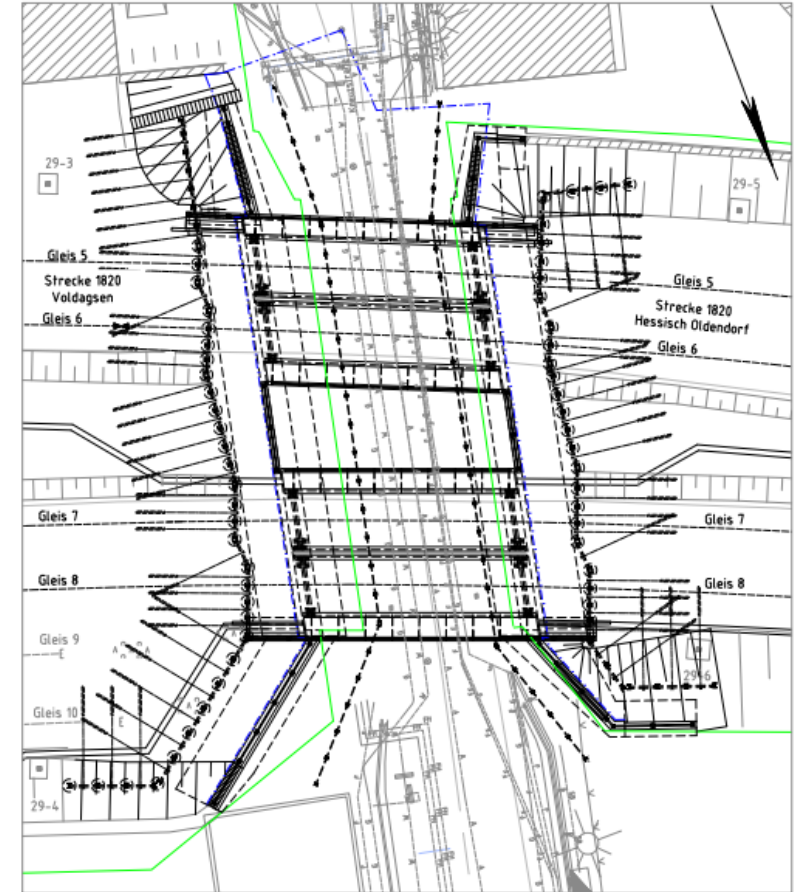 29-3
29-5
Gleis 5
Strecke 1820
Voldagsen
Gleis 6
Gleis 5
Strecke 1820
Hessisch Oldendorf
Gleis 6
Gleis 7
Gleis 7
Gleis 8
Gleis 8
Gleis 9
E
29-6
Gleis 10
E
29-4